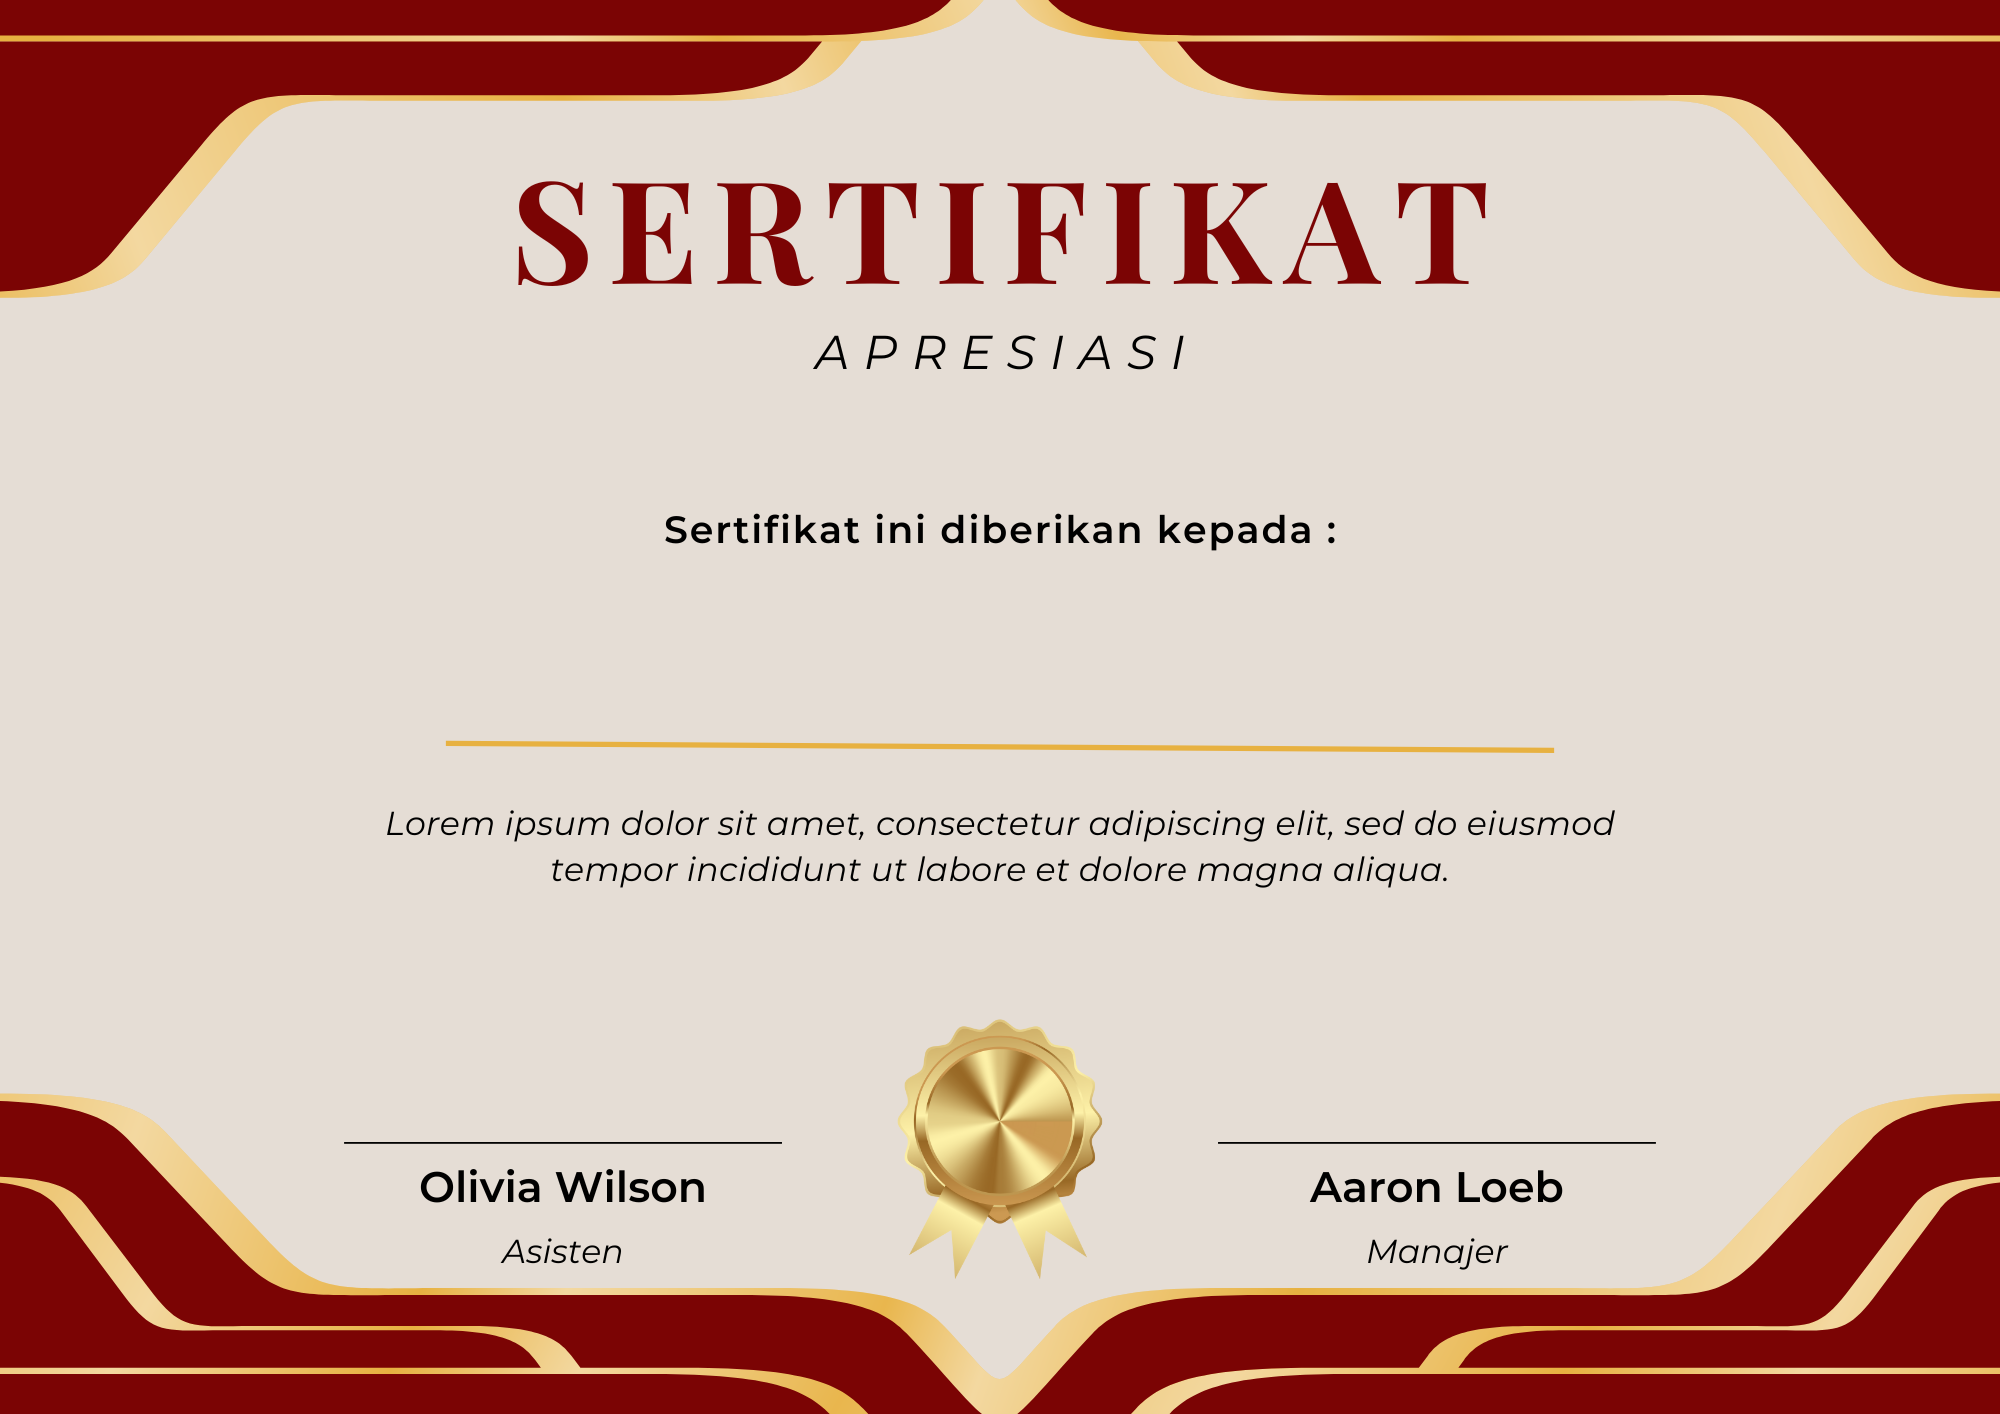 SERTIFIKAT
APRESIASI
Sertifikat ini diberikan kepada :
Lorem ipsum dolor sit amet, consectetur adipiscing elit, sed do eiusmod
tempor incididunt ut labore et dolore magna aliqua.
Olivia Wilson
Asisten
Aaron Loeb
Manajer